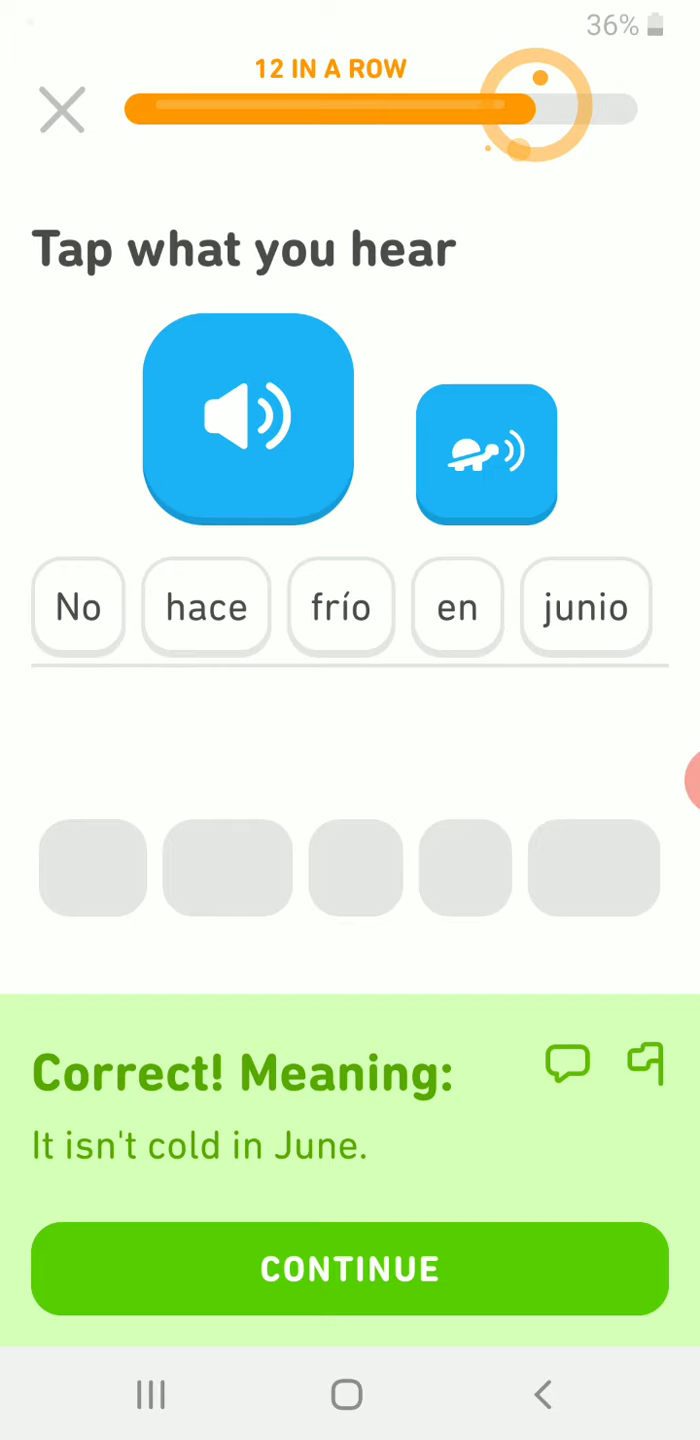 36%
12 IN A ROW
Tap what you hear
No hace frío en junio
Correct! Meaning:
It isn't cold in June.
CONTINUE